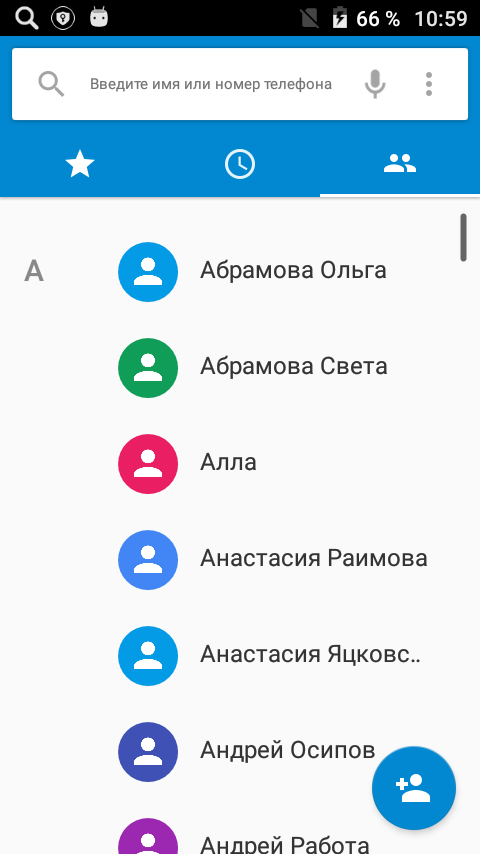 66 % 10:59
Введите имя или номер телефона
А
Абрамова Ольга
Абрамова Света
Алла
Анастасия Раимова
Анастасия Яцковс..
Андрей Осипов
Андрей Работа